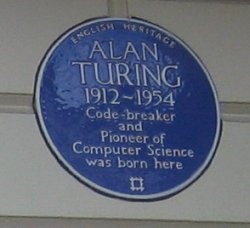 ENGLISH HERITAGE
ALAN
TURING
1912~1954
Code-breaker
and
Pioneer of
Computer Science
was born here